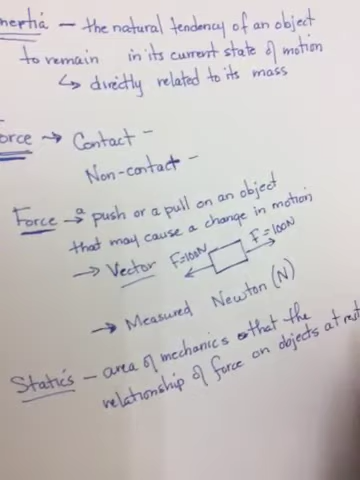 nertia – the natural tendency of an object
to remain in its current state of motion
↳ directly related to its mass
orce → Contact –
Non-contact –
Force → a push or a pull on an object
that may cause a change in motion
→ Vector F=100N F=100N
→ Measured Newton (N)
Statics – area of mechanics that the
relationship of force on objects at rest